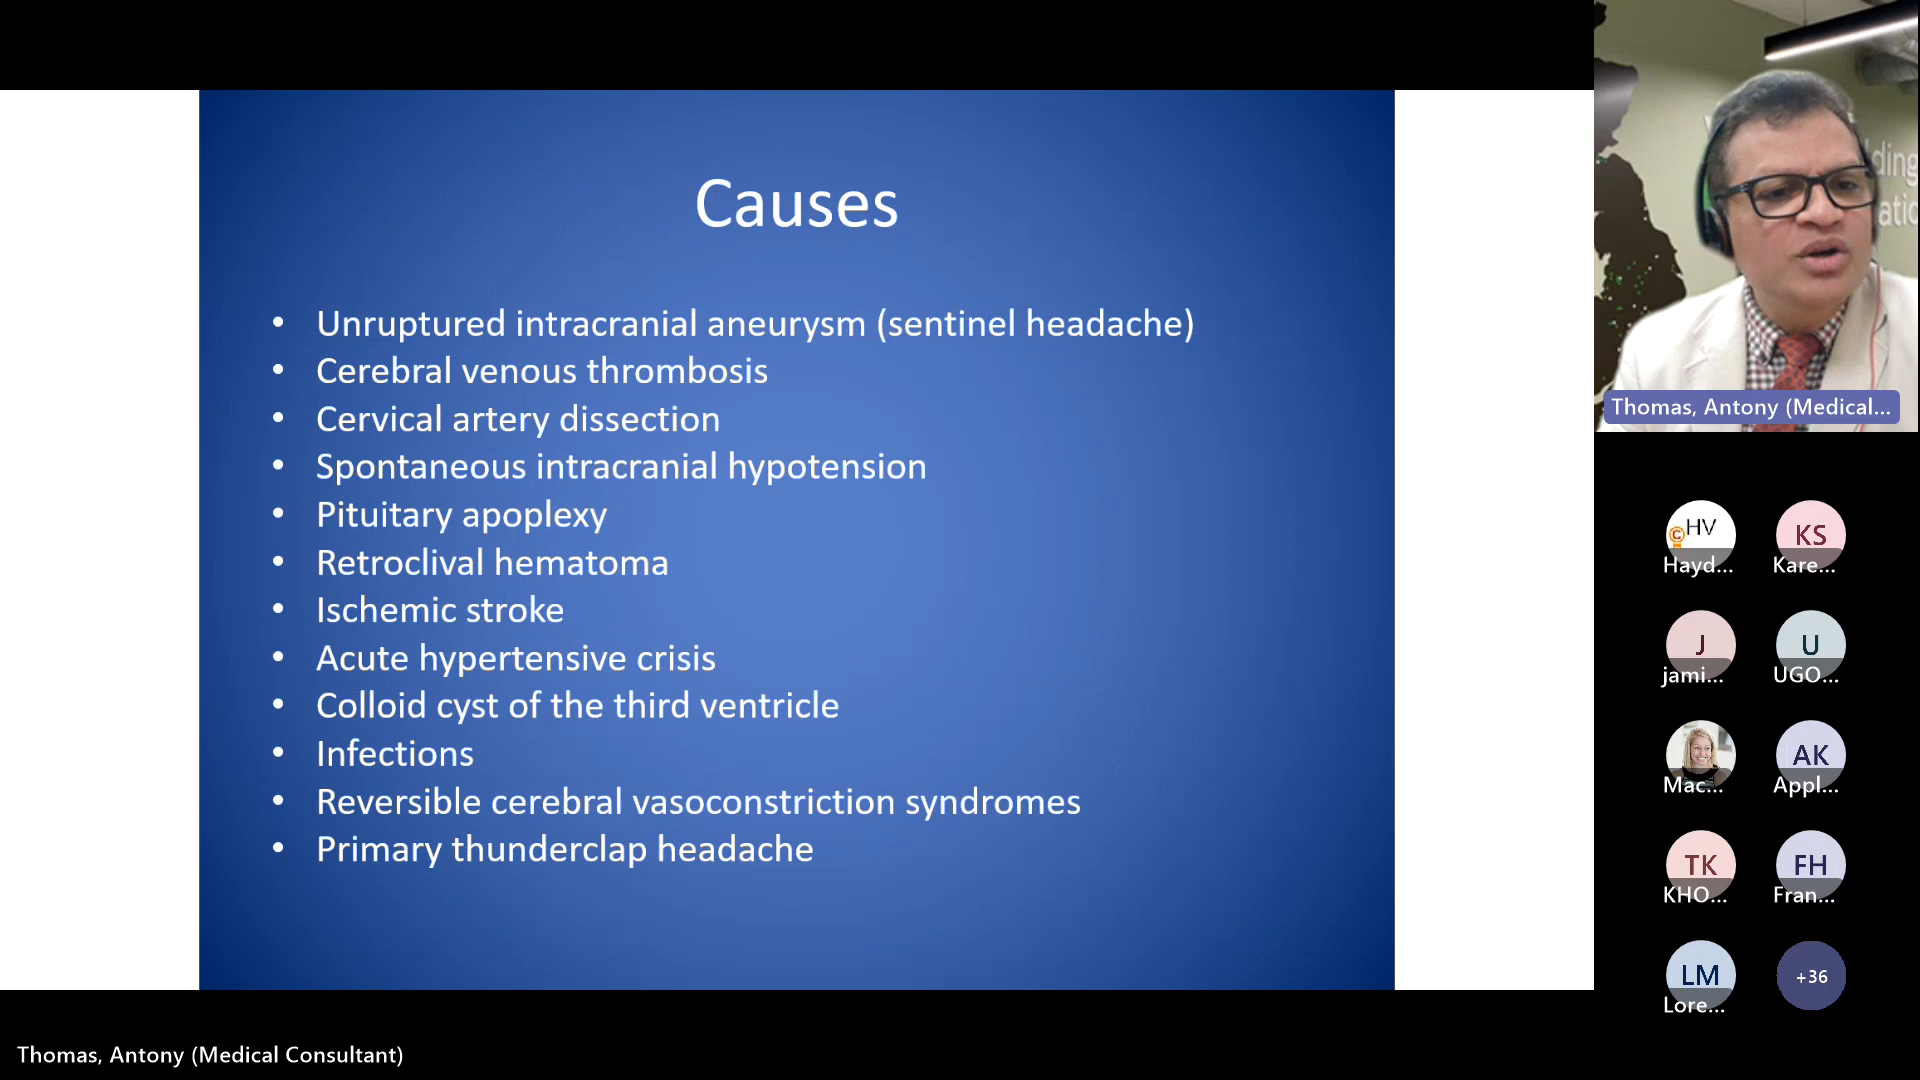 Causes
• Unruptured intracranial aneurysm (sentinel headache)
• Cerebral venous thrombosis
• Cervical artery dissection
• Spontaneous intracranial hypotension
• Pituitary apoplexy
• Retroclival hematoma
• Ischemic stroke
• Acute hypertensive crisis
• Colloid cyst of the third ventricle
• Infections
• Reversible cerebral vasoconstriction syndromes
• Primary thunderclap headache
Thomas, Antony (Medical...
HV
Hayd...
KS
Kare...
J
jami...
U
UGO...
Mac...
AK
Appl...
TK
KHO...
FH
Fran...
LM
Lore...
+36
Thomas, Antony (Medical Consultant)